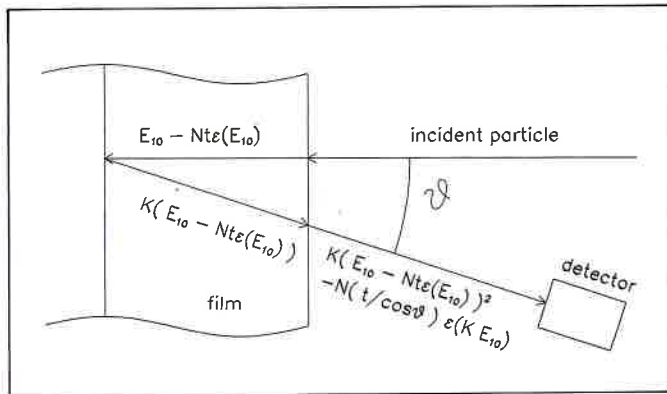 E₁₀ − Ntε(E₁₀)
incident particle
ϑ
K( E₁₀ − Ntε(E₁₀) )
K( E₁₀ − Ntε(E₁₀) )²
−N( t/cosϑ ) ε(K E₁₀)
detector
film